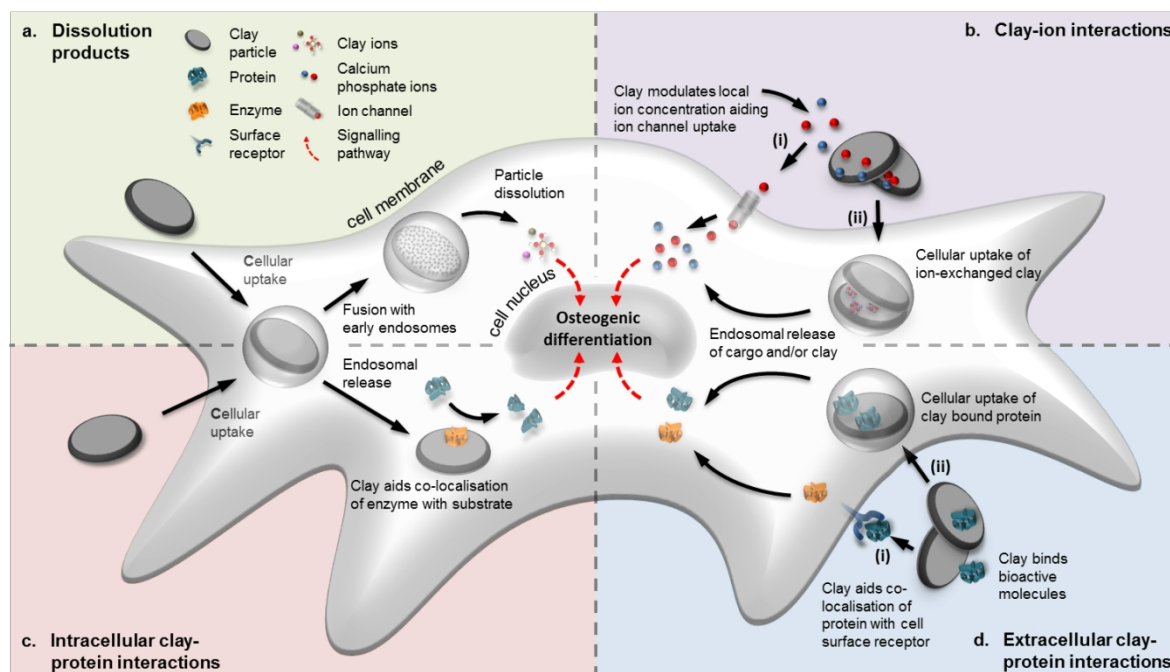 a. Dissolution
products
Clay
particle
Clay ions
Protein
Calcium
phosphate ions
Enzyme
Ion channel
Surface
receptor
Signalling
pathway
b. Clay-ion interactions
Clay modulates local
ion concentration aiding
ion channel uptake
(i)
(ii)
cell membrane
Particle
dissolution
Cellular
uptake
Fusion with
early endosomes
cell nucleus
Osteogenic
differentiation
Cellular uptake of
ion-exchanged clay
Endosomal release
of cargo and/or clay
Endosomal
release
Cellular
uptake
Clay aids co-localisation
of enzyme with substrate
Cellular uptake of
clay bound protein
(ii)
(i)
Clay binds
bioactive
molecules
Clay aids co-
localisation of
protein with cell
surface receptor
c. Intracellular clay-
protein interactions
d. Extracellular clay-
protein interactions